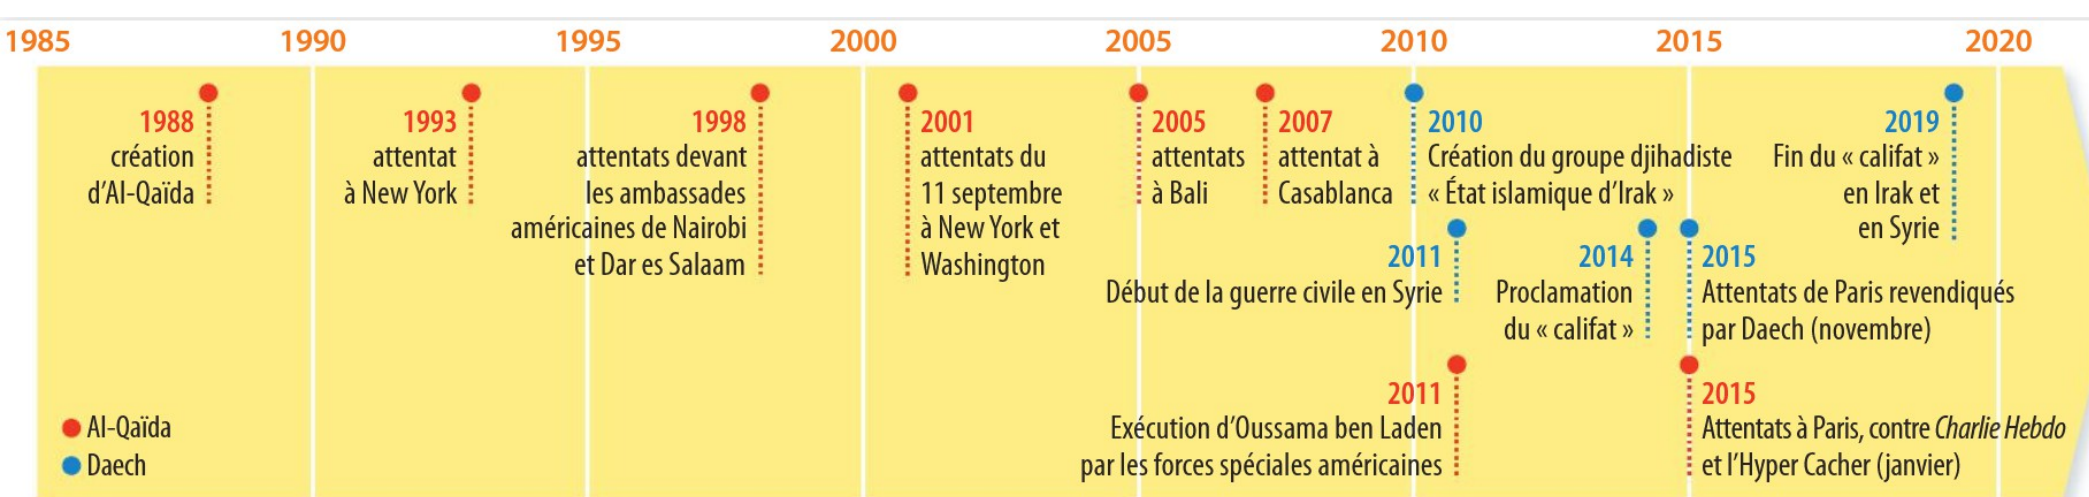 1985
1990
1995
2000
2005
2010
2015
2020
1988
création
d’Al-Qaïda
1993
attentat
à New York
1998
attentats devant
les ambassades
américaines de Nairobi
et Dar es Salaam
2001
attentats du
11 septembre
à New York et
Washington
2005
attentats
à Bali
2007
attentat à
Casablanca
2010
Création du groupe djihadiste
« État islamique d’Irak »
2019
Fin du « califat »
en Irak et
en Syrie
2011
Début de la guerre civile en Syrie
2014
Proclamation
du « califat »
2015
Attentats de Paris revendiqués
par Daech (novembre)
2011
Exécution d’Oussama ben Laden
par les forces spéciales américaines
2015
Attentats à Paris, contre Charlie Hebdo
et l’Hyper Cacher (janvier)
Al-Qaïda
Daech